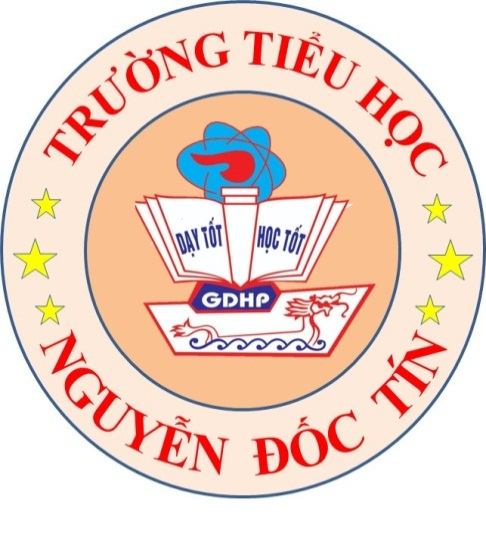 TRƯỜNG TIỂU HỌC
DẠY TỐT
HỌC TỐT
GDHP
NGUYỄN ĐỐC TÍN